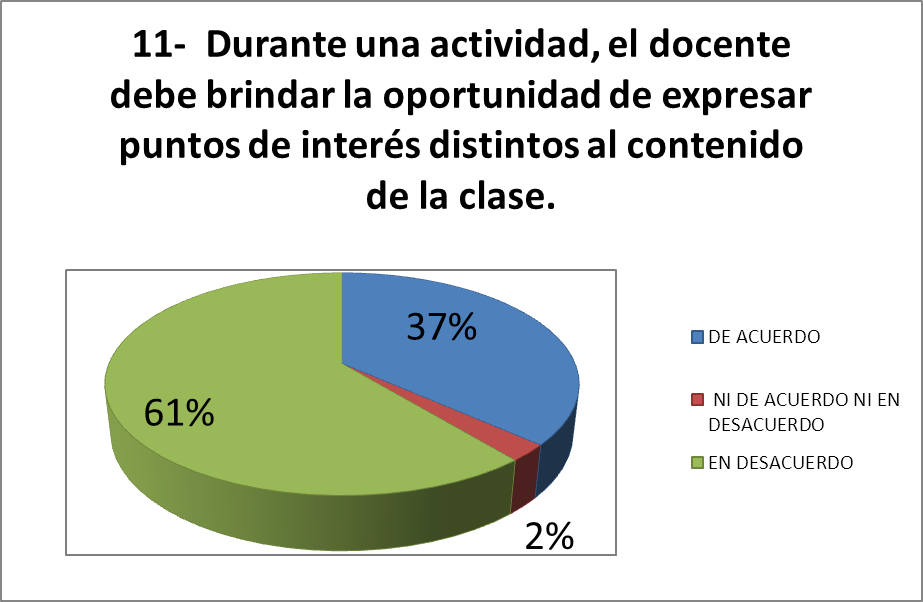 11- Durante una actividad, el docente
debe brindar la oportunidad de expresar
puntos de interés distintos al contenido
de la clase.
37%
61%
2%
DE ACUERDO
NI DE ACUERDO NI EN
DESACUERDO
EN DESACUERDO